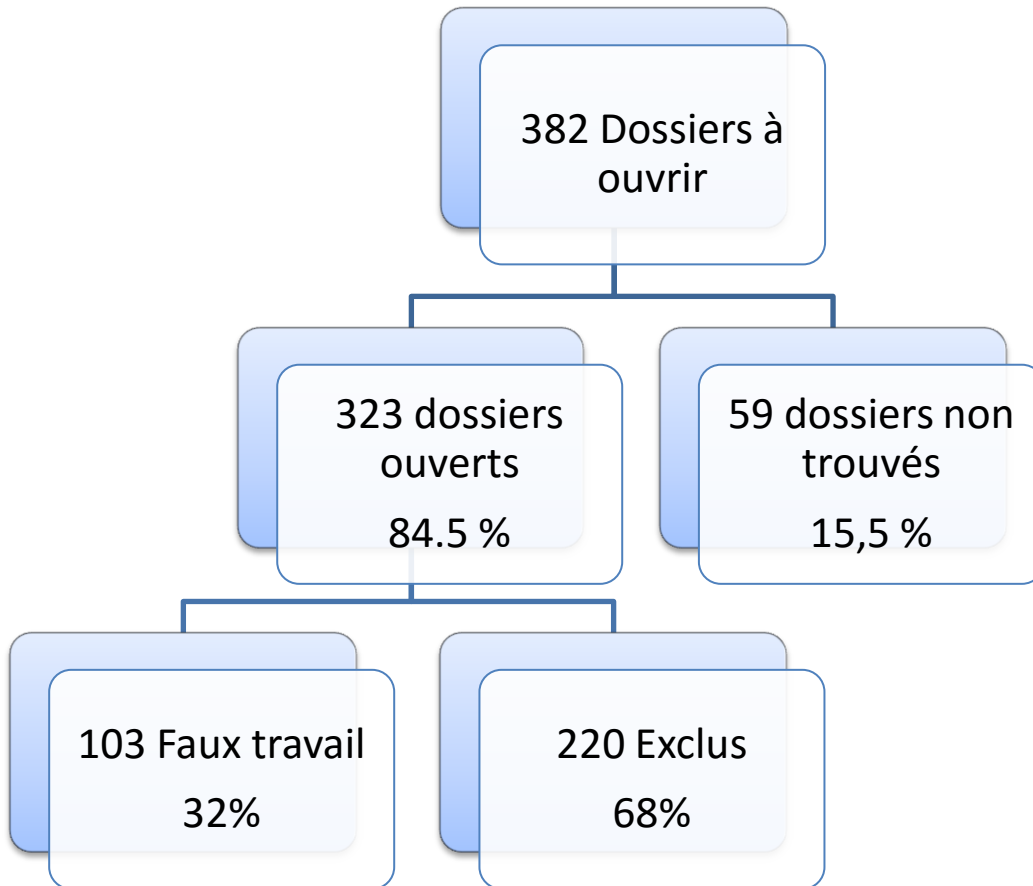 382 Dossiers à
ouvrir
323 dossiers
ouverts
84.5 %
59 dossiers non
trouvés
15,5 %
103 Faux travail
32%
220 Exclus
68%